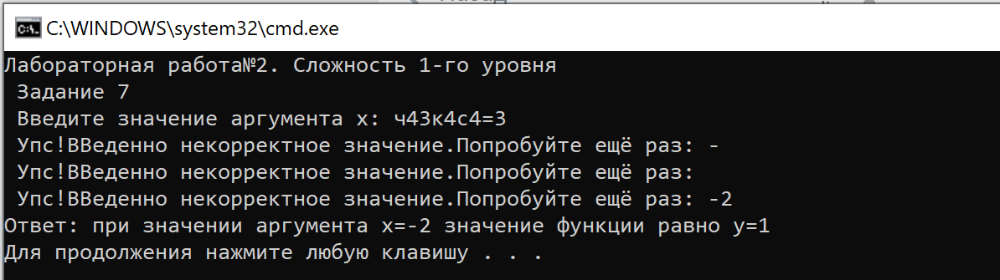 C:\WINDOWS\system32\cmd.exe
Лабораторная работа№2. Сложность 1-го уровня
Задание 7
Введите значение аргумента x: ч43к4с4=3
Упс!ВВеденно некорректное значение.Попробуйте ещё раз: -
Упс!ВВеденно некорректное значение.Попробуйте ещё раз:
Упс!ВВеденно некорректное значение.Попробуйте ещё раз: -2
Ответ: при значении аргумента x=-2 значение функции равно y=1
Для продолжения нажмите любую клавишу . . .